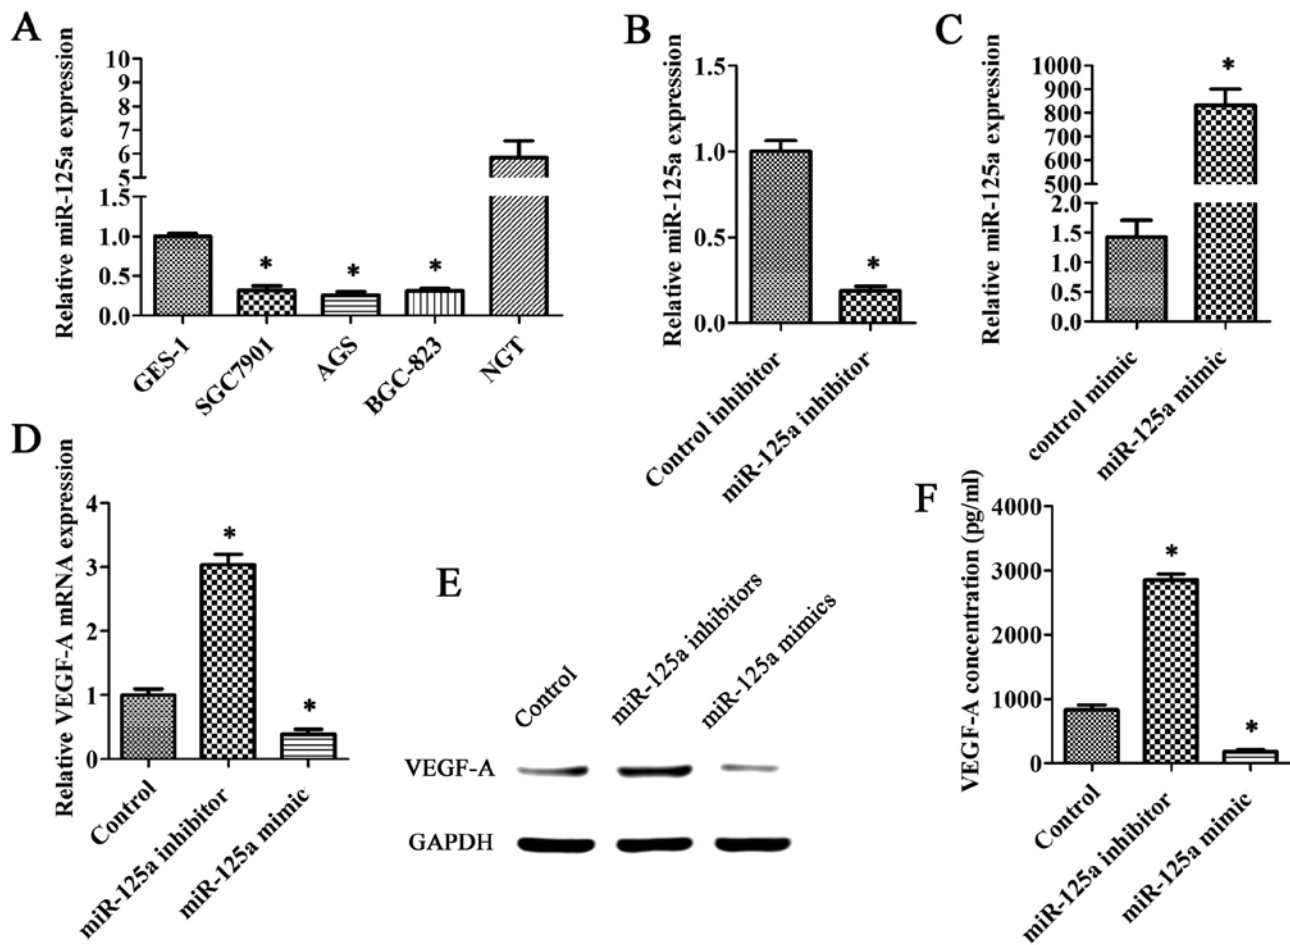 A
Relative miR-125a expression
10
9
8
7
6
5
1.5
1.0
0.5
0.0
*
*
*
GES-1
SGC7901
AGS
BGC-823
NGT
B
Relative miR-125a expression
1.5
1.0
0.5
0.0
*
Control inhibitor
miR-125a inhibitor
C
Relative miR-125a expression
1000
900
800
700
600
500
2.0
1.5
1.0
0.5
0.0
*
control mimic
miR-125a mimic
D
Relative VEGF-A mRNA expression
4
3
2
1
0
*
*
Control
miR-125a inhibitor
miR-125a mimic
E
Control
miR-125a inhibitors
miR-125a mimics
VEGF-A
GAPDH
F
VEGF-A concentration (pg/ml)
4000
3000
2000
1000
0
*
*
Control
miR-125a inhibitor
miR-125a mimic